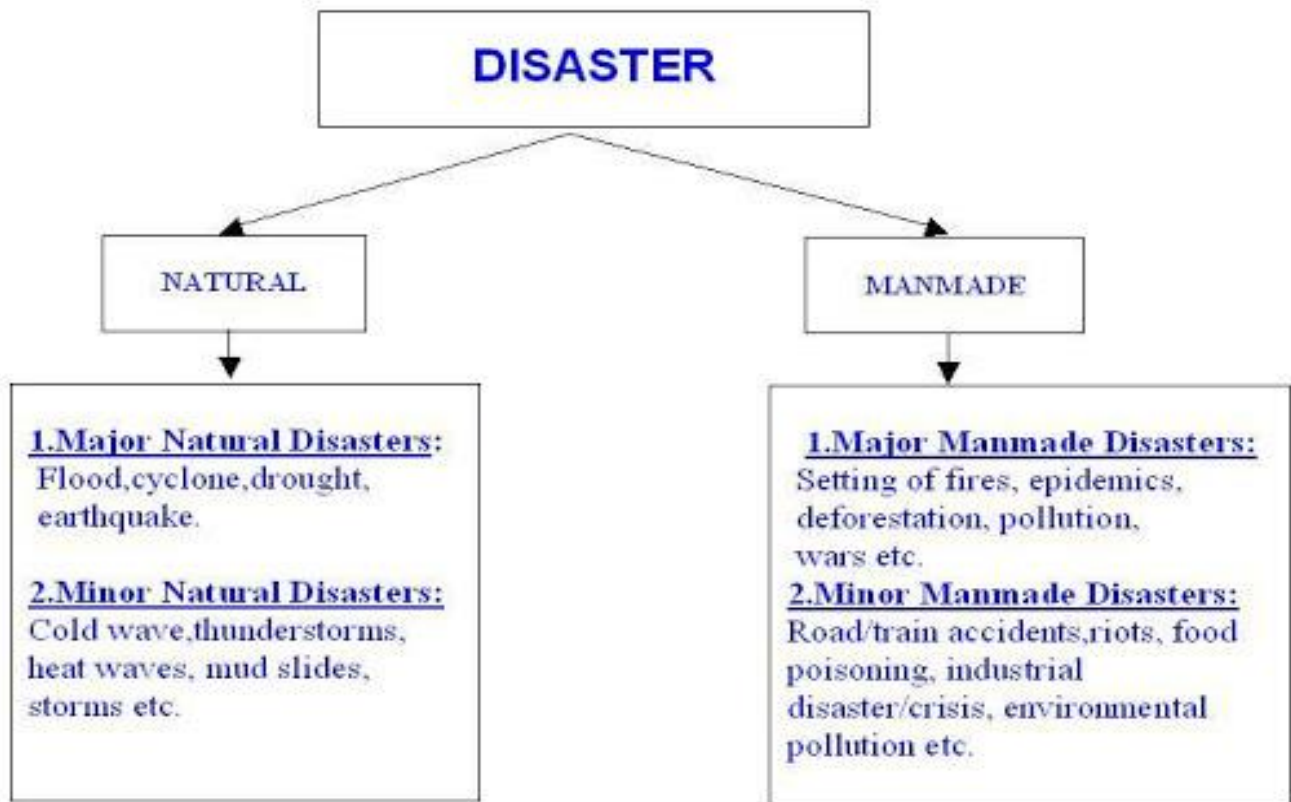 DISASTER
NATURAL
MANMADE
1.Major Natural Disasters:
Flood,cyclone,drought,
earthquake.
2.Minor Natural Disasters:
Cold wave,thunderstorms,
heat waves, mud slides,
storms etc.
1.Major Manmade Disasters:
Setting of fires, epidemics,
deforestation, pollution,
wars etc.
2.Minor Manmade Disasters:
Road/train accidents,riots, food
poisoning, industrial
disaster/crisis, environmental
pollution etc.